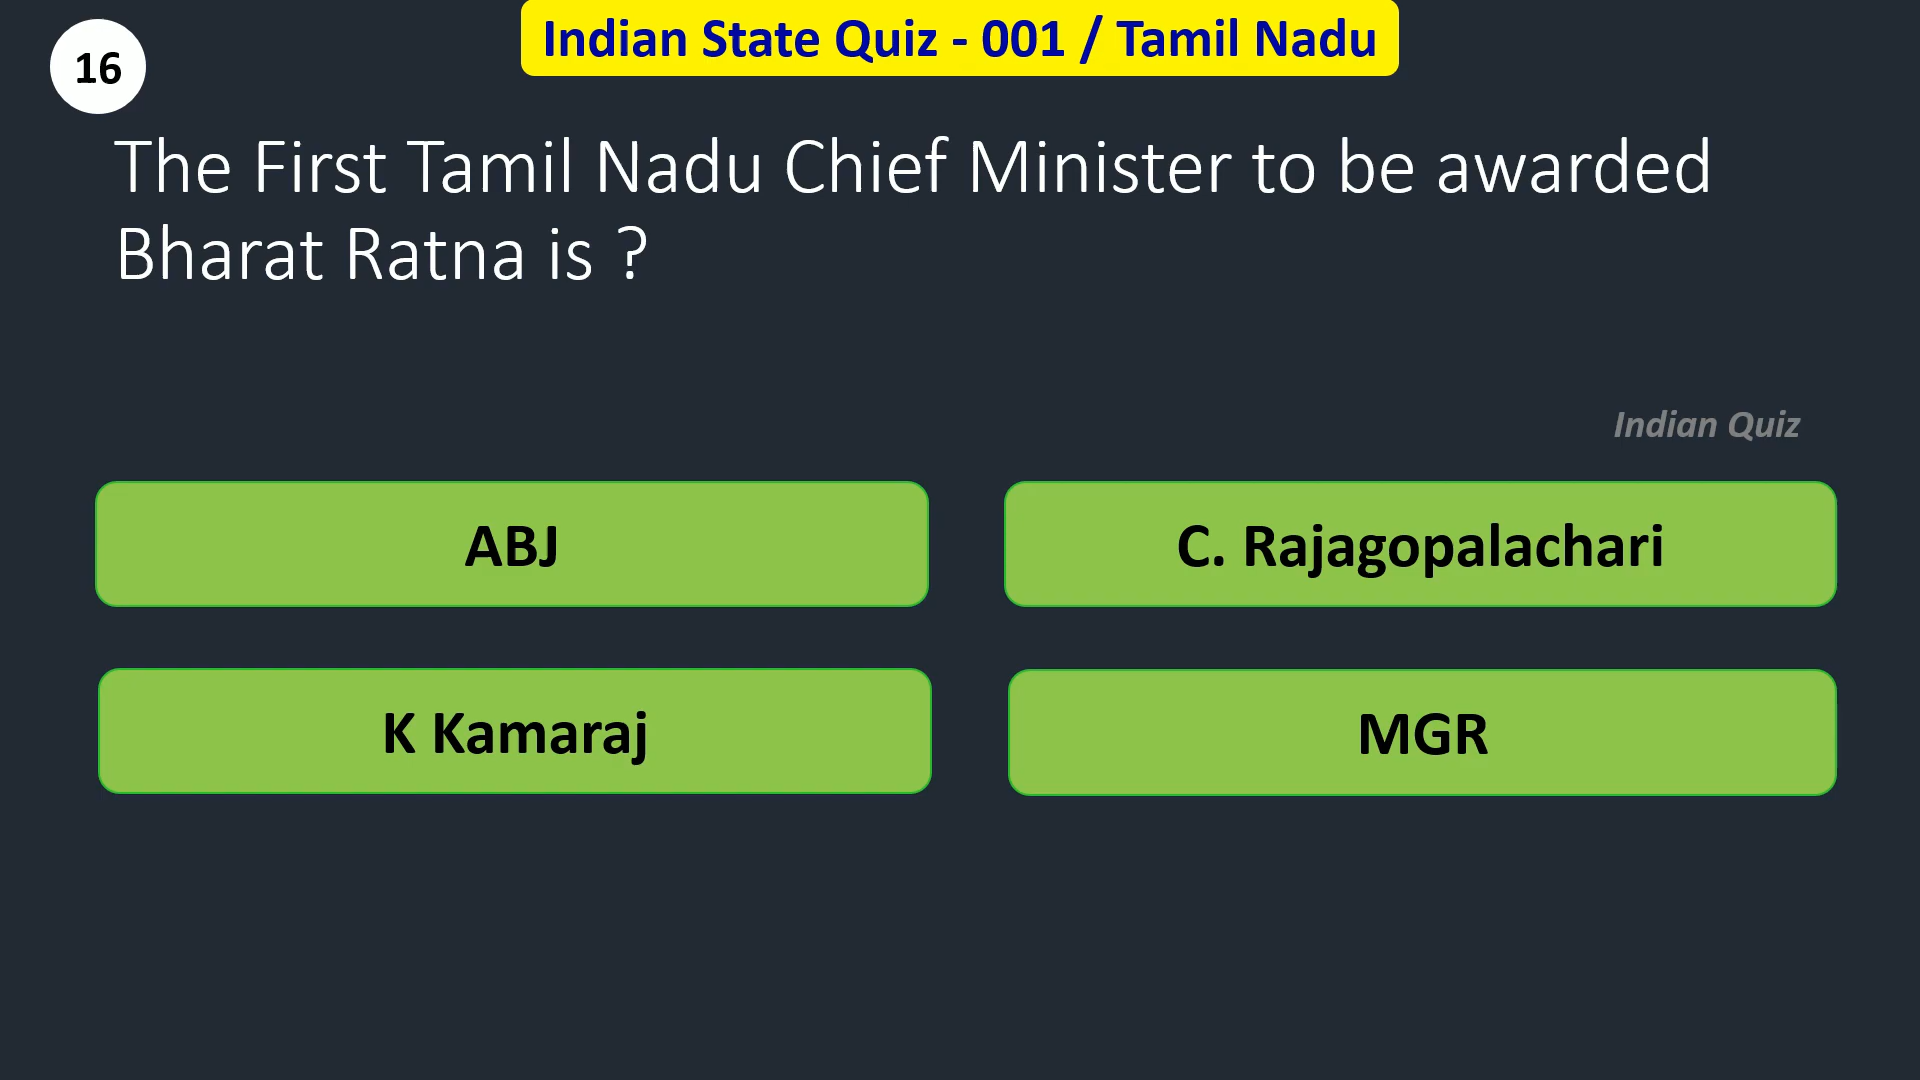 16
Indian State Quiz - 001 / Tamil Nadu
The First Tamil Nadu Chief Minister to be awarded
Bharat Ratna is ?
Indian Quiz
ABJ
C. Rajagopalachari
K Kamaraj
MGR